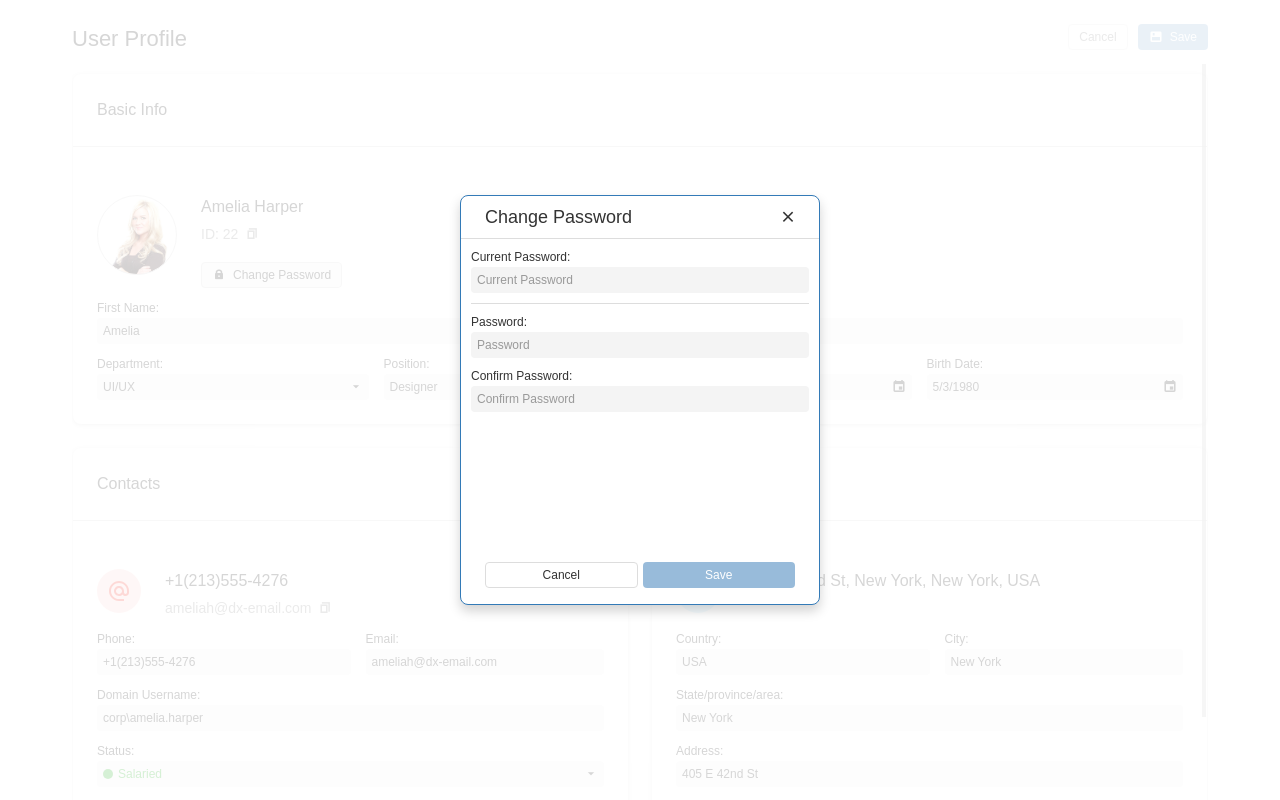 User Profile
Cancel
Save
Basic Info
Amelia Harper
ID: 22
Change Password
First Name:
Amelia
Department:
Position:
Birth Date:
UI/UX
Designer
5/3/1980
Change Password
Current Password:
Current Password
Password:
Password
Confirm Password:
Confirm Password
Cancel
Save
Contacts
+1(213)555-4276
ameliah@dx-email.com
Phone:
Email:
+1(213)555-4276
ameliah@dx-email.com
Domain Username:
corp\amelia.harper
Status:
Salaried
St, New York, New York, USA
Country:
City:
USA
New York
State/province/area:
New York
Address:
405 E 42nd St